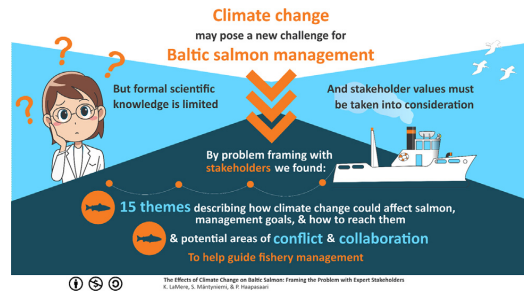 Climate change
may pose a new challenge for
Baltic salmon management
? ? ?
But formal scientific
knowledge is limited
And stakeholder values must
be taken into consideration
By problem framing with
stakeholders we found:
15 themes describing how climate change could affect salmon,
management goals, & how to reach them
& potential areas of conflict & collaboration
To help guide fishery management
The Effects of Climate Change on Baltic Salmon: Framing the Problem with Expert Stakeholders
K. LaMere, S. Mäntyniemi, & P. Haapasaari